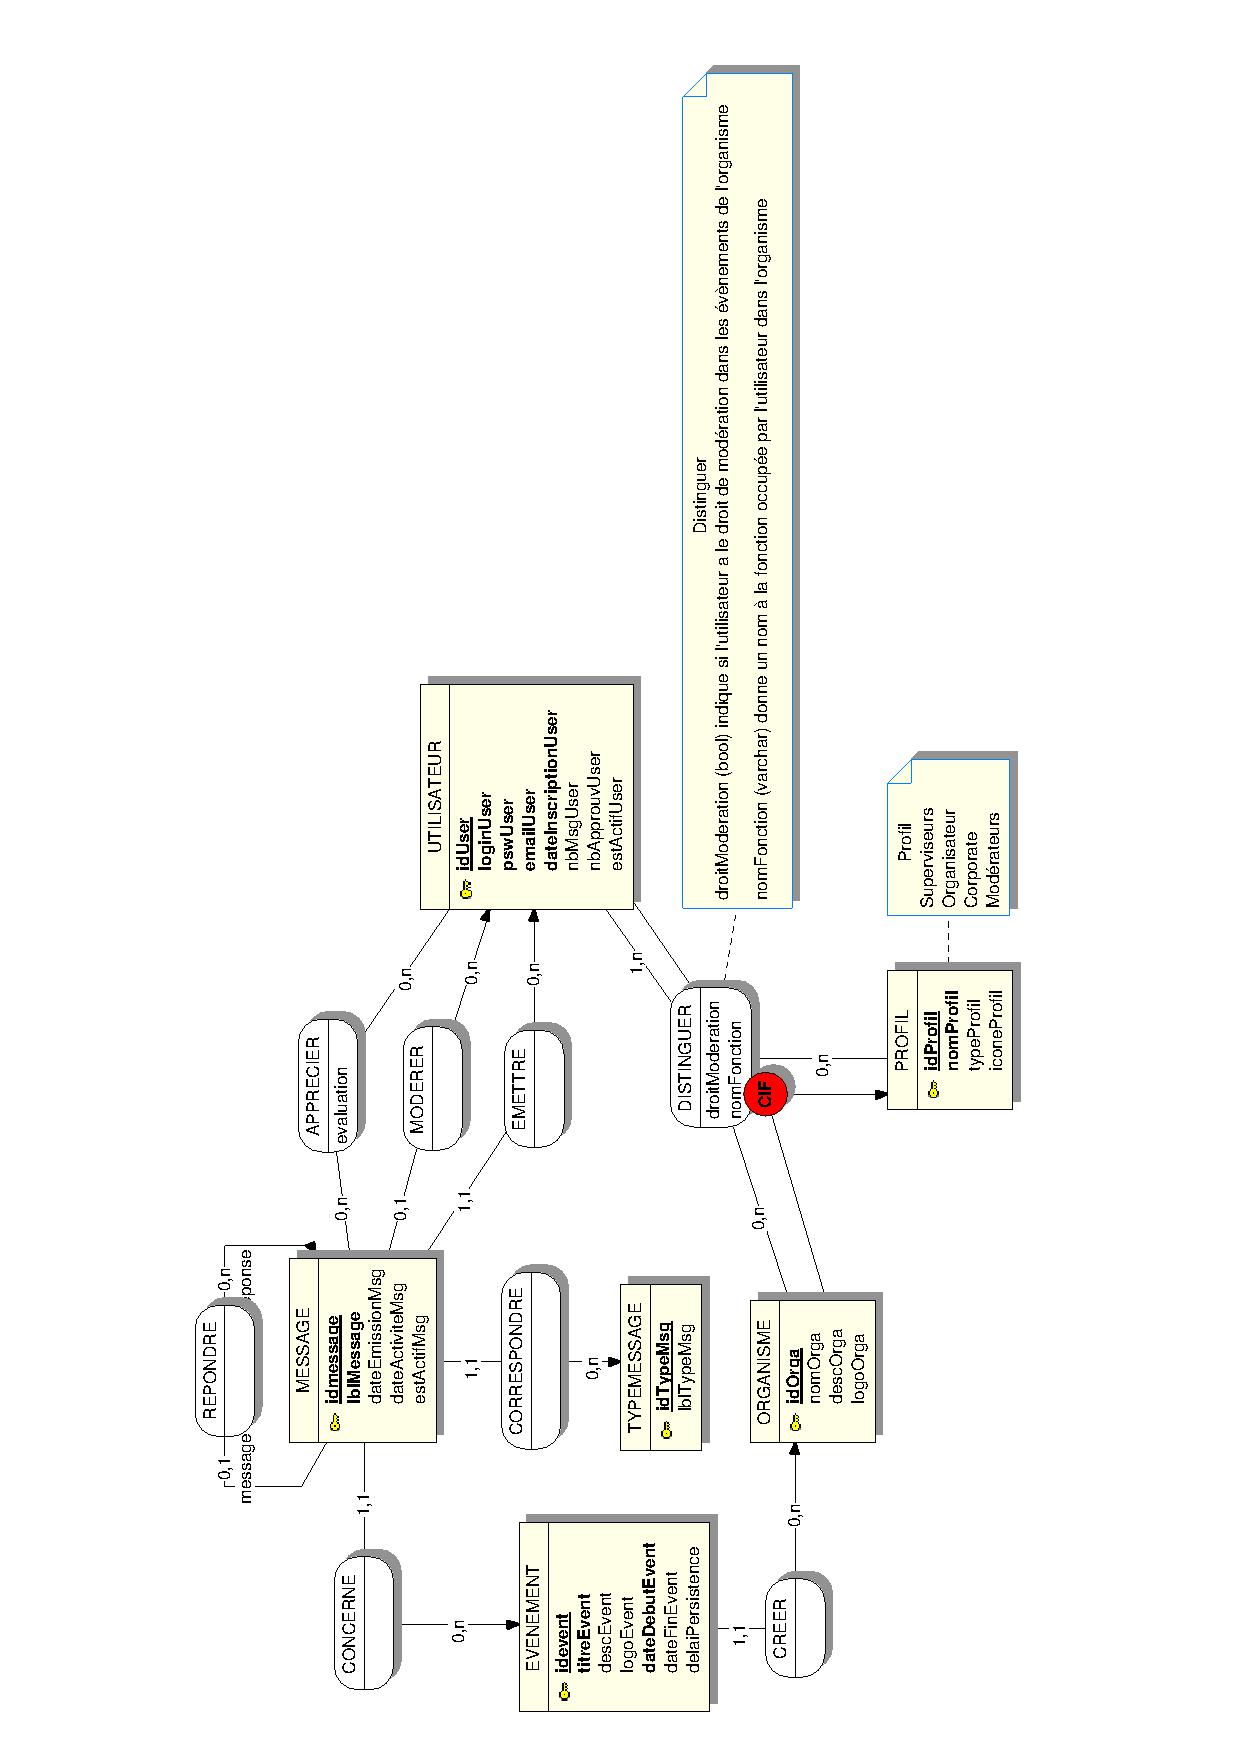 REPONDRE
0,1
message
0,n
eponse
MESSAGE
idmessage
lblMessage
dateEmissionMsg
dateActiviteMsg
estActifMsg
APPRECIER
evaluation
0,n
0,n
MODERER
0,1
0,n
EMETTRE
1,1
0,n
UTILISATEUR
idUser
loginUser
pswUser
emailUser
dateInscriptionUser
nbMsgUser
nbApprouvUser
estActifUser
CONCERNE
1,1
0,n
CORRESPONDRE
1,1
0,n
TYPEMESSAGE
idTypeMsg
lblTypeMsg
EVENEMENT
idevent
titreEvent
descEvent
logoEvent
dateDebutEvent
dateFinEvent
delaiPersistence
CREER
1,1
0,n
ORGANISME
idOrga
nomOrga
descOrga
logoOrga
DISTINGUER
droitModeration
nomFonction
0,n
1,n
0,n
CIF
Distinguer
droitModeration (bool) indique si l'utilisateur a le droit de modération dans les évènements de l'organisme
nomFonction (varchar) donne un nom à la fonction occupée par l'utilisateur dans l'organisme
PROFIL
idProfil
nomProfil
typeProfil
iconeProfil
Profil
Superviseurs
Organisateur
Corporate
Modérateurs